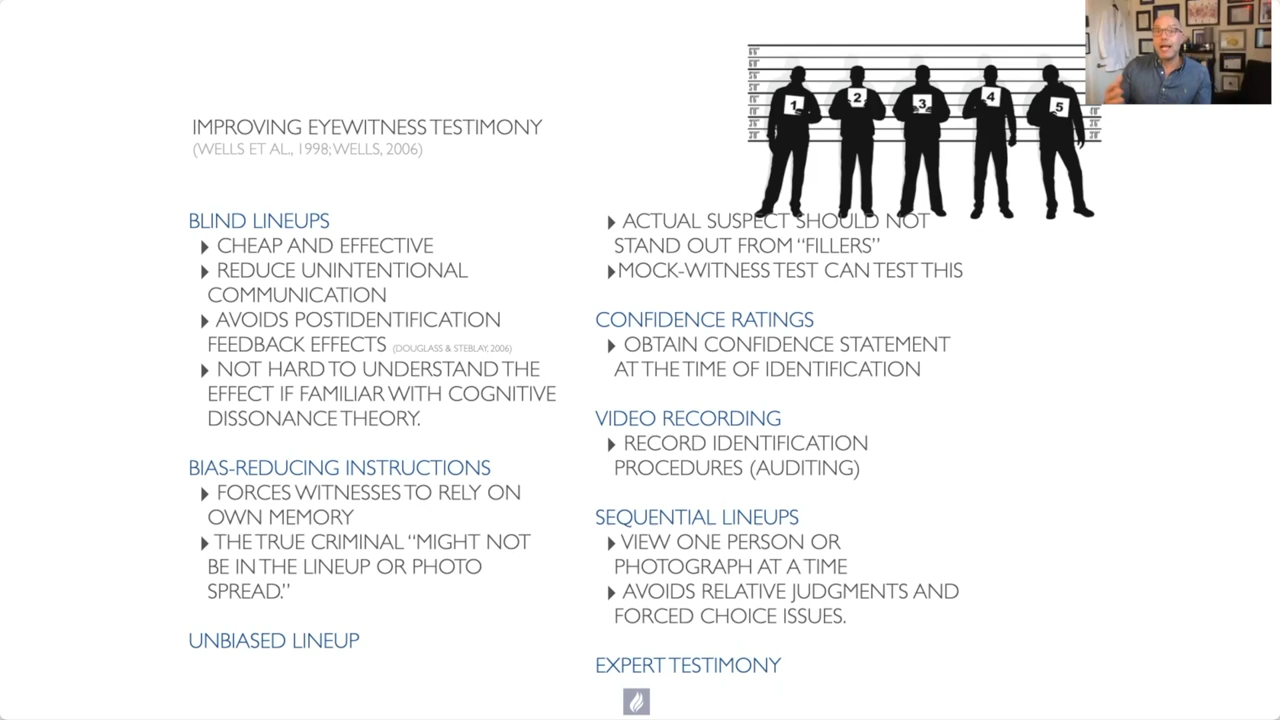 IMPROVING EYEWITNESS TESTIMONY
(WELLS ET AL., 1998; WELLS, 2006)
BLIND LINEUPS
CHEAP AND EFFECTIVE
REDUCE UNINTENTIONAL
COMMUNICATION
AVOIDS POSTIDENTIFICATION
FEEDBACK EFFECTS (DOUGLASS & STEBLAY, 2006)
NOT HARD TO UNDERSTAND THE
EFFECT IF FAMILIAR WITH COGNITIVE
DISSONANCE THEORY.
BIAS-REDUCING INSTRUCTIONS
FORCES WITNESSES TO RELY ON
OWN MEMORY
THE TRUE CRIMINAL “MIGHT NOT
BE IN THE LINEUP OR PHOTO
SPREAD.”
UNBIASED LINEUP
1 2 3 4 5
ACTUAL SUSPECT SHOULD NOT
STAND OUT FROM “FILLERS”
MOCK-WITNESS TEST CAN TEST THIS
CONFIDENCE RATINGS
OBTAIN CONFIDENCE STATEMENT
AT THE TIME OF IDENTIFICATION
VIDEO RECORDING
RECORD IDENTIFICATION
PROCEDURES (AUDITING)
SEQUENTIAL LINEUPS
VIEW ONE PERSON OR
PHOTOGRAPH AT A TIME
AVOIDS RELATIVE JUDGMENTS AND
FORCED CHOICE ISSUES.
EXPERT TESTIMONY